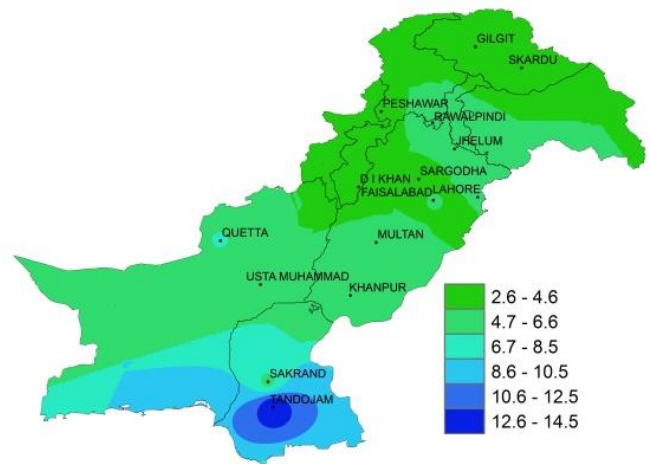 GILGIT
SKARDU
PESHAWAR
RAWALPINDI
JHELUM
D I KHAN
SARGODHA
FAISALABAD
LAHORE
QUETTA
MULTAN
USTA MUHAMMAD
KHANPUR
SAKRAND
TANDOJAM
2.6 - 4.6
4.7 - 6.6
6.7 - 8.5
8.6 - 10.5
10.6 - 12.5
12.6 - 14.5